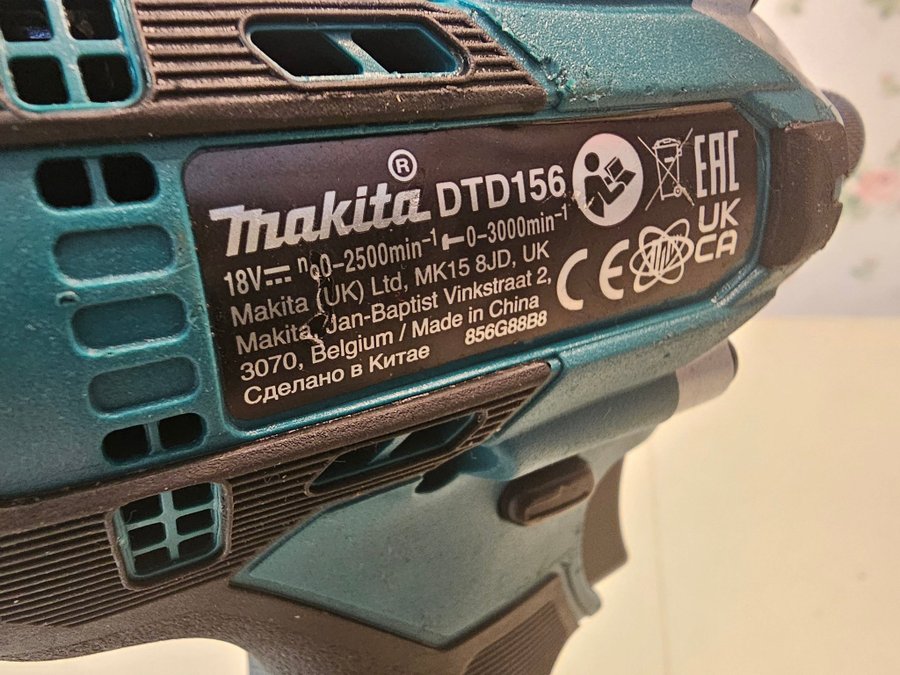 makita® DTD156
18V⎓ n₀0-2500min⁻¹ 0-3000min⁻¹
Makita (UK) Ltd, MK15 8JD, UK
Makita, Jan-Baptist Vinkstraat 2,
3070, Belgium / Made in China
Сделано в Китае 856G88B8
EAC
CE
UK
CA